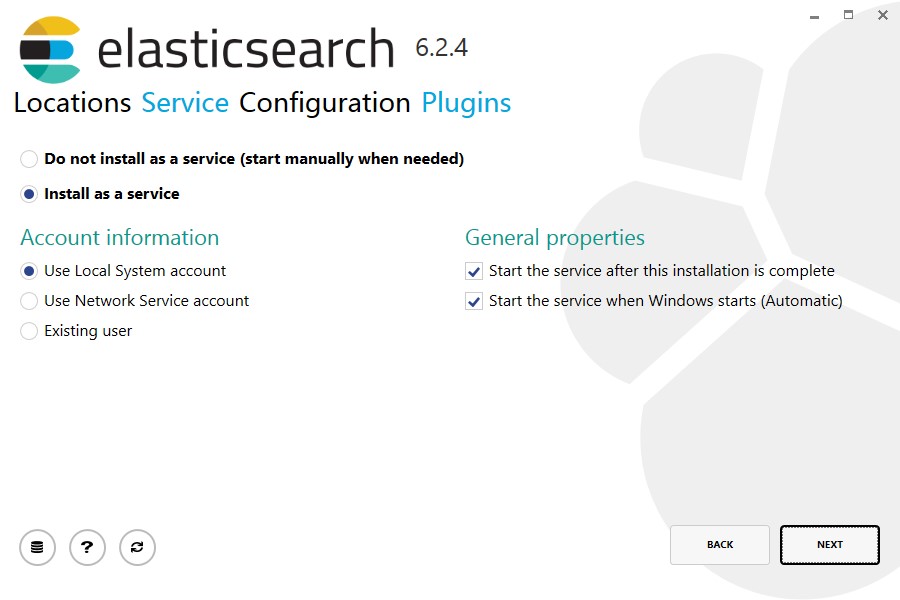 elasticsearch 6.2.4
Locations Service Configuration Plugins
Do not install as a service (start manually when needed)
Install as a service
Account information
Use Local System account
Use Network Service account
Existing user
General properties
Start the service after this installation is complete
Start the service when Windows starts (Automatic)
?
BACK
NEXT